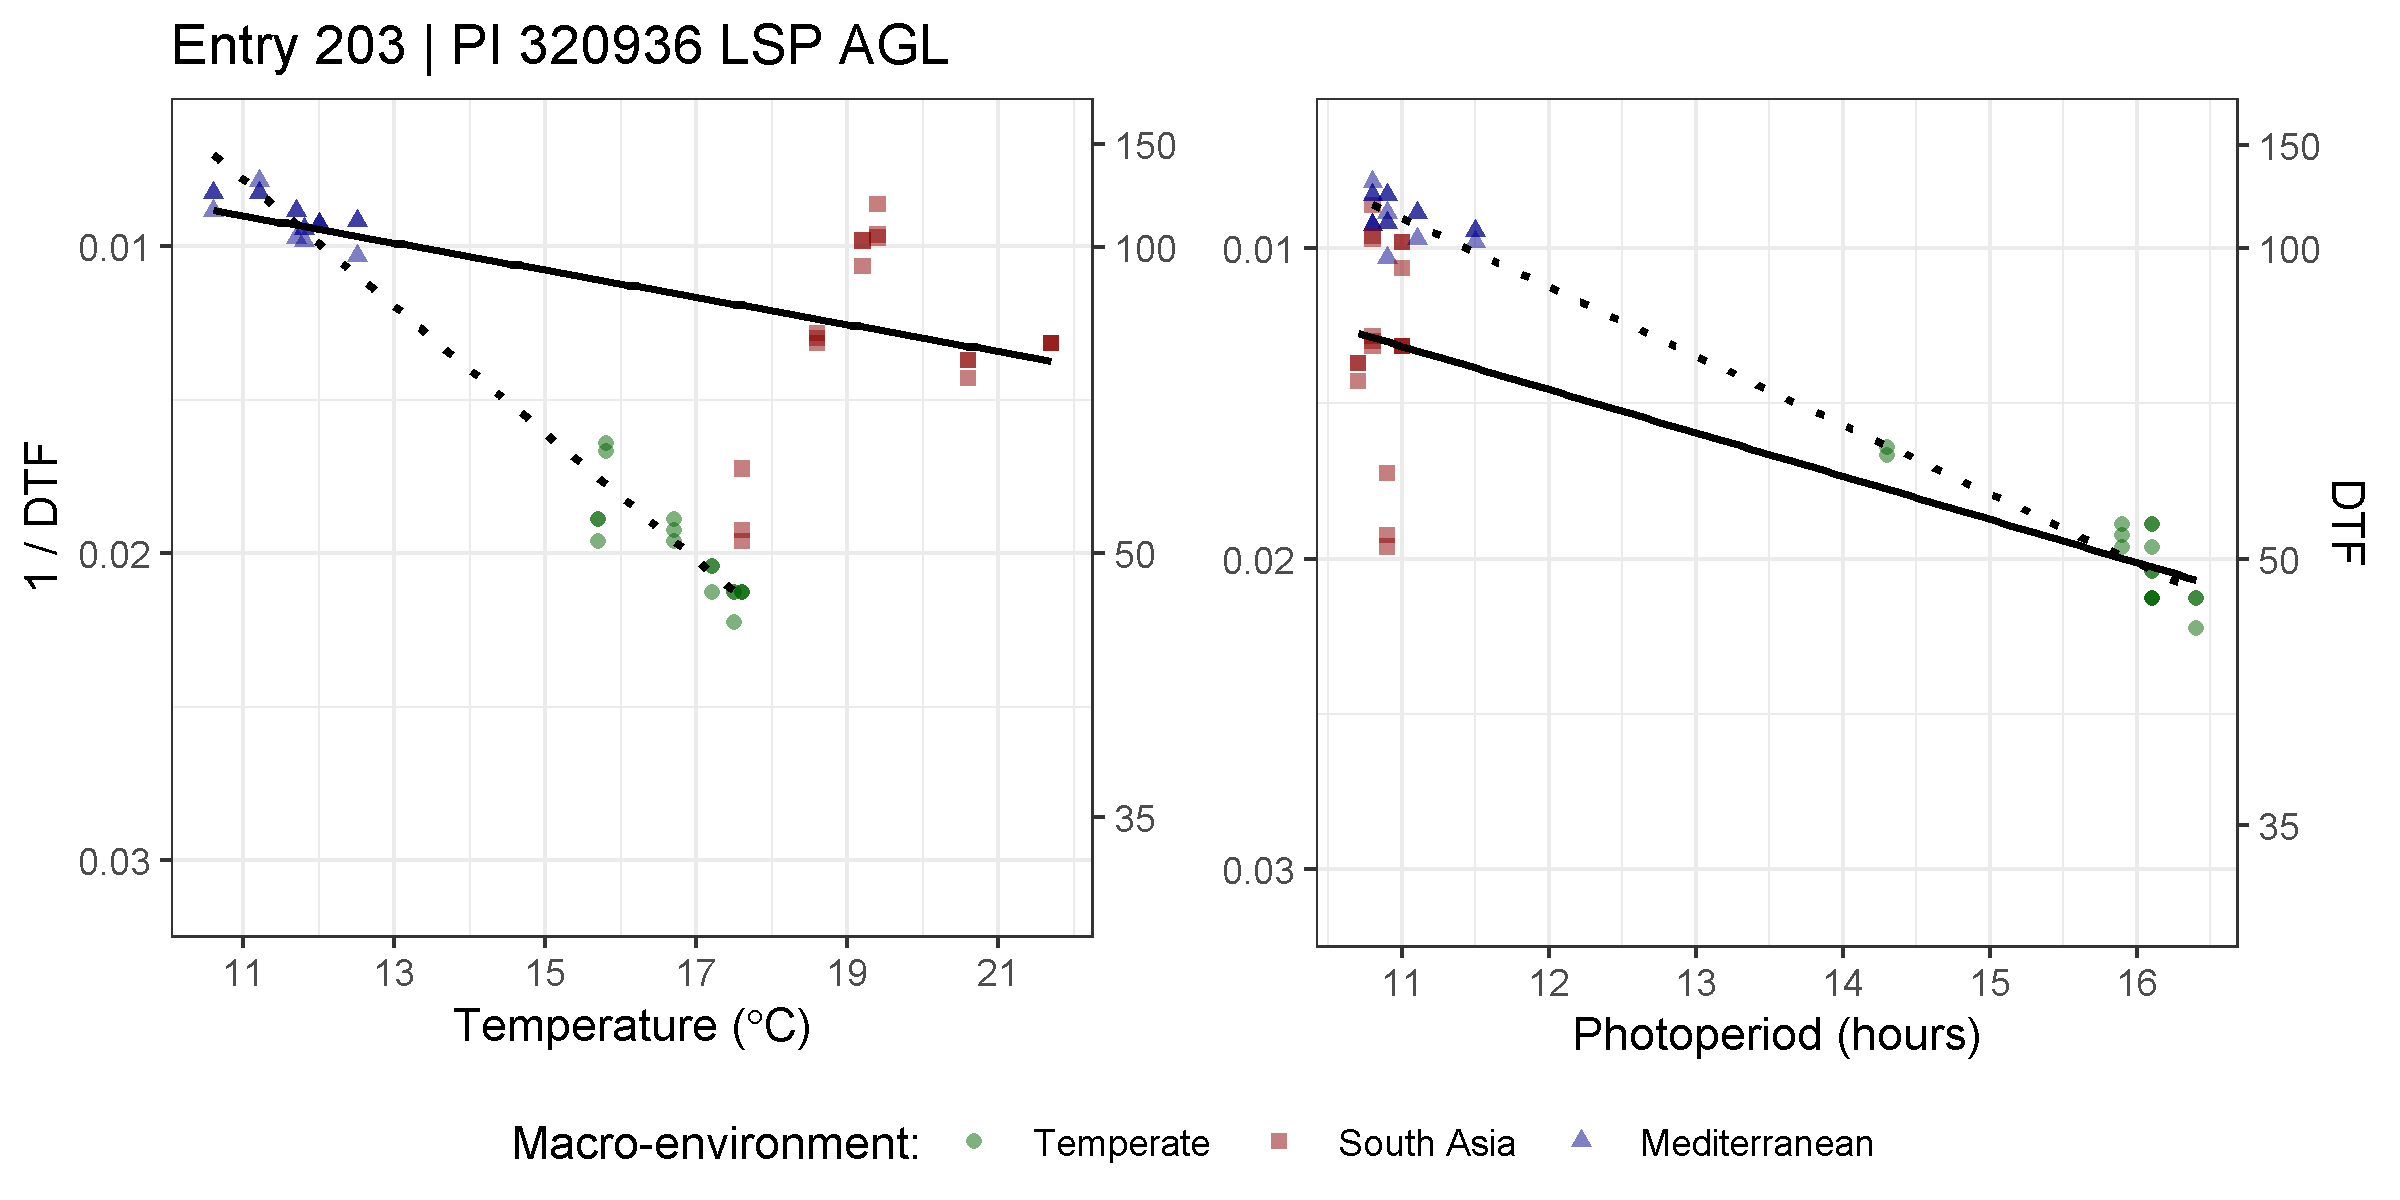 Entry 203 | PI 320936 LSP AGL
1 / DTF
0.01
0.02
0.03
150
100
50
35
11 13 15 17 19 21
Temperature (°C)
0.01
0.02
0.03
150
100
50
35
DTF
11 12 13 14 15 16
Photoperiod (hours)
Macro-environment: Temperate South Asia Mediterranean